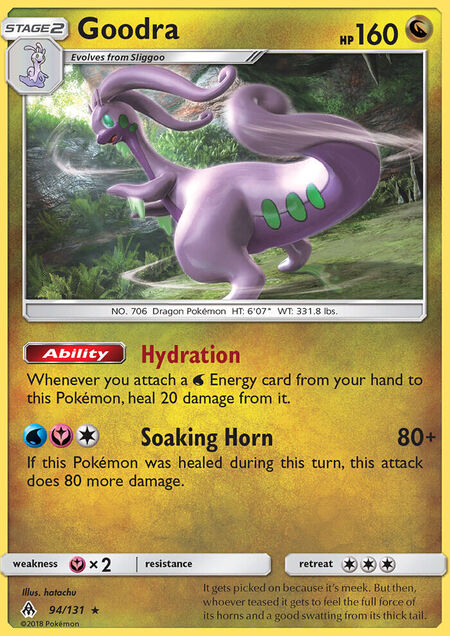 STAGE 2 Goodra HP 160
Evolves from Sliggoo
NO. 706 Dragon Pokémon HT: 6'07" WT: 331.8 lbs.
Ability Hydration
Whenever you attach a Energy card from your hand to
this Pokémon, heal 20 damage from it.
Soaking Horn 80+
If this Pokémon was healed during this turn, this attack
does 80 more damage.
weakness ×2 resistance retreat
Illus. hatachu
94/131
©2018 Pokémon
It gets picked on because it's meek. But then,
whoever teased it gets to feel the full force of
its horns and a good swatting from its thick tail.